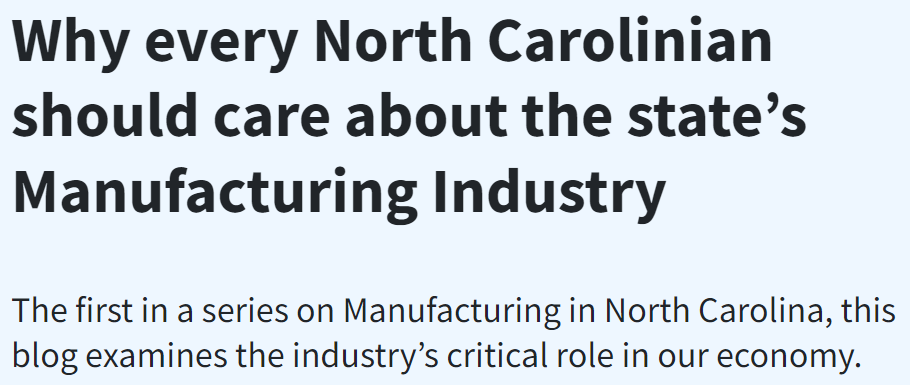 Why every North Carolinian
should care about the state’s
Manufacturing Industry
The first in a series on Manufacturing in North Carolina, this
blog examines the industry’s critical role in our economy.